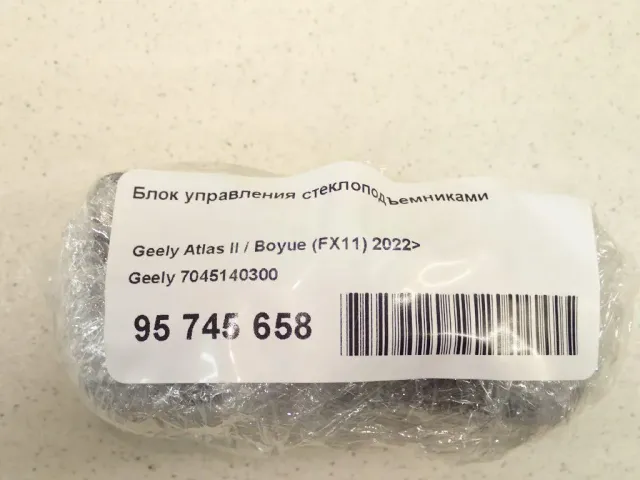 Блок управления стеклоподъемниками
Geely Atlas II / Boyue (FX11) 2022>
Geely 7045140300
95 745 658